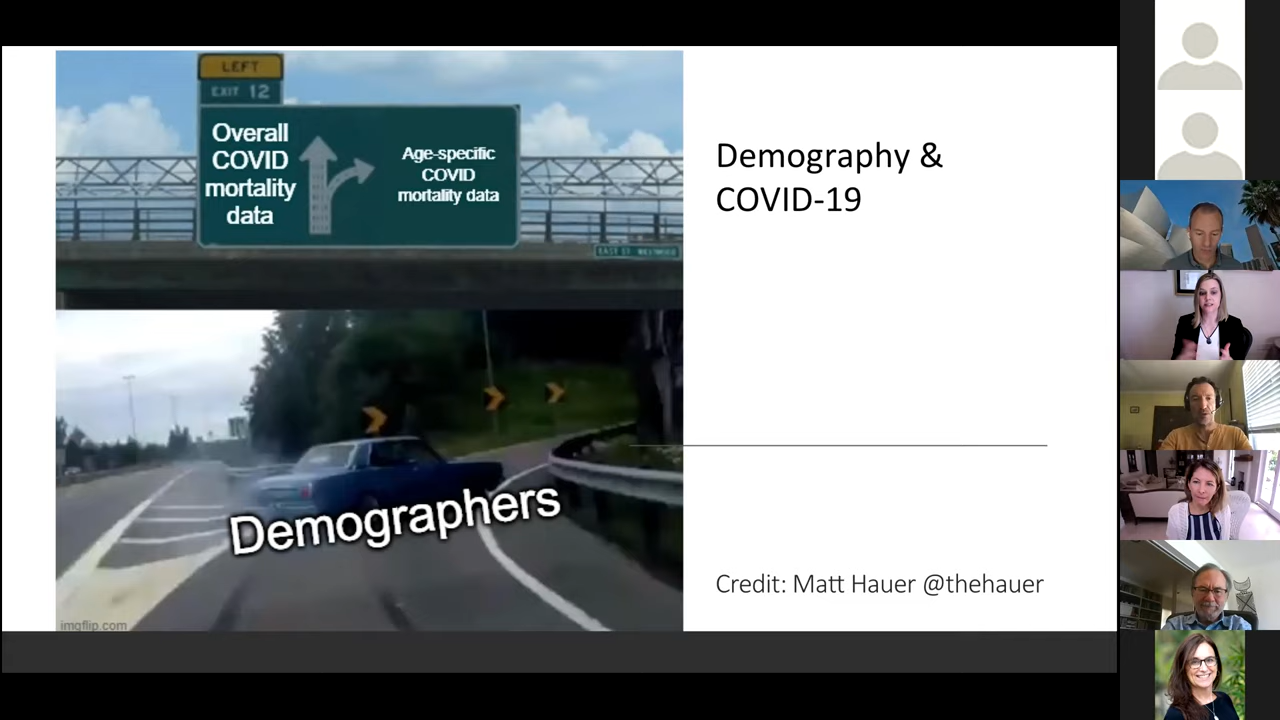 LEFT
EXIT 12
Overall
COVID
mortality
data
Age-specific
COVID
mortality data
Demographers
imgflip.com
Demography &
COVID-19
Credit: Matt Hauer @thehauer